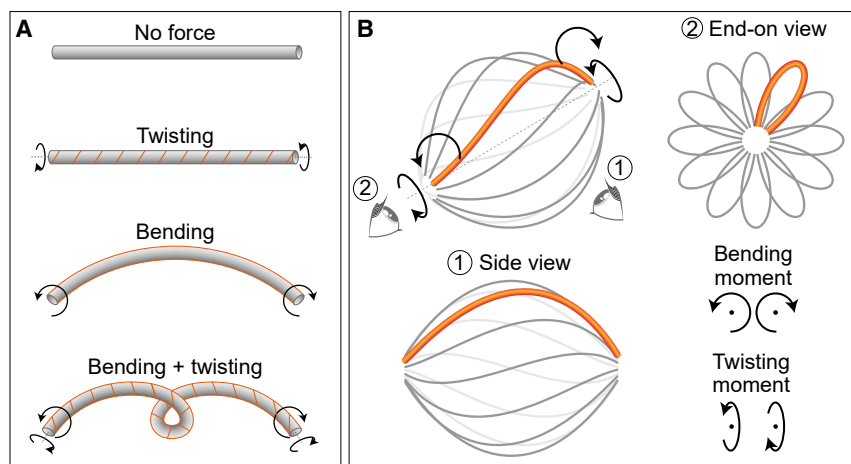 A
No force
Twisting
Bending
Bending + twisting
B
② End-on view
①
②
① Side view
Bending
moment
Twisting
moment